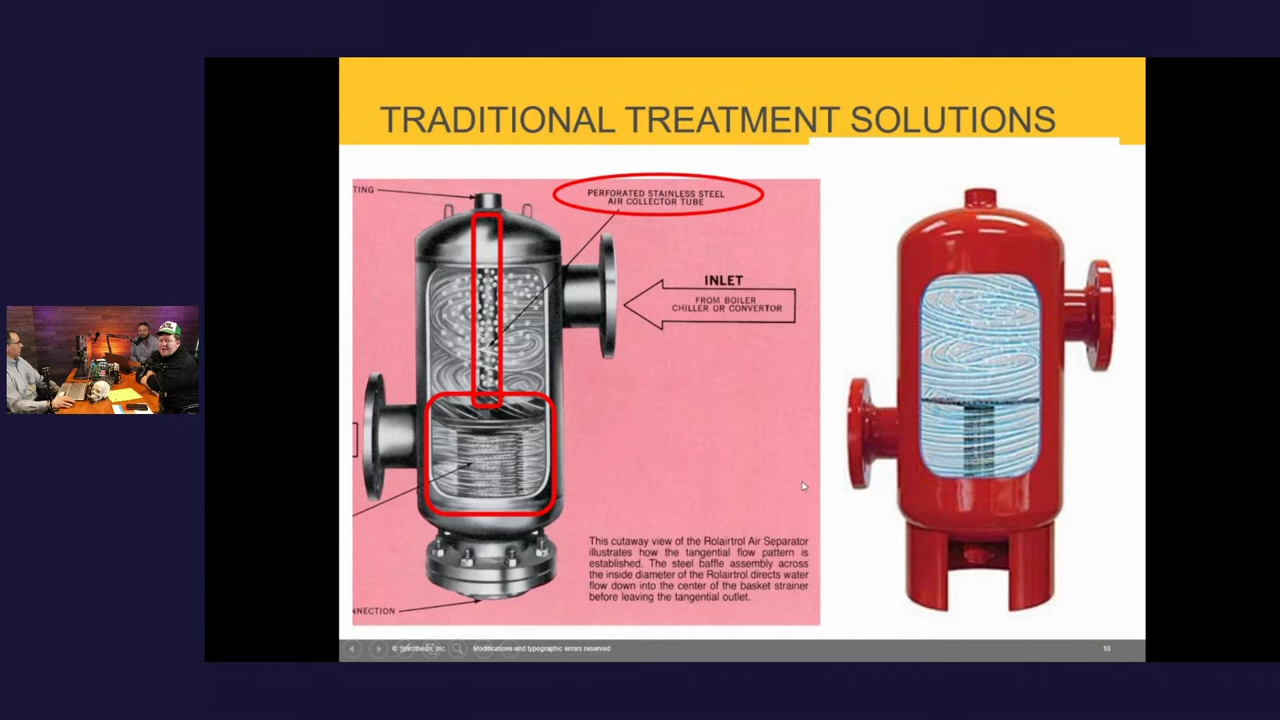 TRADITIONAL TREATMENT SOLUTIONS
TING
PERFORATED STAINLESS STEEL
AIR COLLECTOR TUBE
INLET
FROM BOILER
CHILLER OR CONVERTOR
This cutaway view of the Rolairtrol Air Separator
illustrates how the tangential flow pattern is
established. The steel baffle assembly across
the inside diameter of the Rolairtrol directs water
flow down into the center of the basket strainer
before leaving the tangential outlet.
NNECTION
© Spirotherm, Inc. Modifications and typographic errors reserved
18